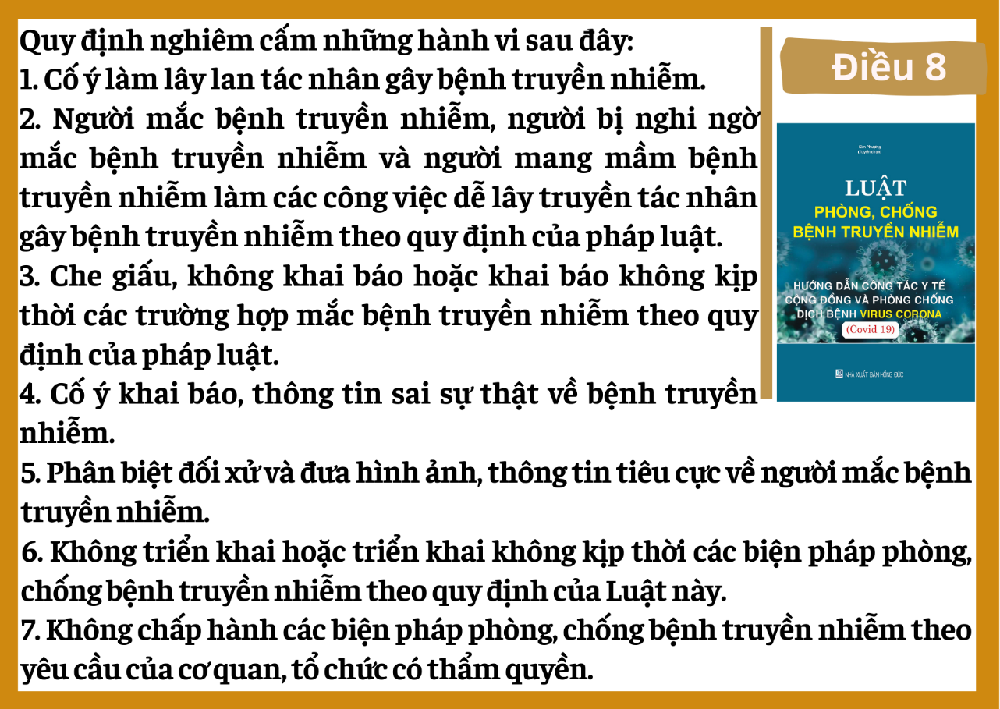 Quy định nghiêm cấm những hành vi sau đây:
1. Cố ý làm lây lan tác nhân gây bệnh truyền nhiễm.
2. Người mắc bệnh truyền nhiễm, người bị nghi ngờ
mắc bệnh truyền nhiễm và người mang mầm bệnh
truyền nhiễm làm các công việc dễ lây truyền tác nhân
gây bệnh truyền nhiễm theo quy định của pháp luật.
3. Che giấu, không khai báo hoặc khai báo không kịp
thời các trường hợp mắc bệnh truyền nhiễm theo quy
định của pháp luật.
4. Cố ý khai báo, thông tin sai sự thật về bệnh truyền
nhiễm.
5. Phân biệt đối xử và đưa hình ảnh, thông tin tiêu cực về người mắc bệnh
truyền nhiễm.
6. Không triển khai hoặc triển khai không kịp thời các biện pháp phòng,
chống bệnh truyền nhiễm theo quy định của Luật này.
7. Không chấp hành các biện pháp phòng, chống bệnh truyền nhiễm theo
yêu cầu của cơ quan, tổ chức có thẩm quyền.
Điều 8
Kim Phượng
(Tuyển chọn)
LUẬT
PHÒNG, CHỐNG
BỆNH TRUYỀN NHIỄM
HƯỚNG DẪN CÔNG TÁC Y TẾ
CỘNG ĐỒNG VÀ PHÒNG CHỐNG
DỊCH BỆNH VIRUS CORONA
(Covid 19)
NHÀ XUẤT BẢN HỒNG ĐỨC